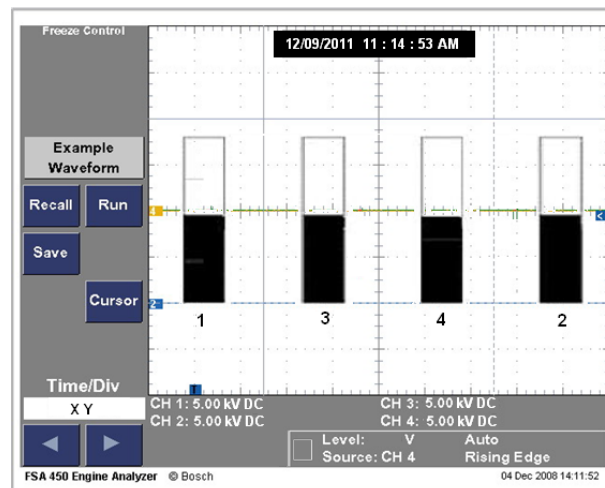 Freeze Control
12/09/2011 11 : 14 : 53 AM
Example
Waveform
Recall Run
Save
Cursor
4
2
1 3 4 2
Time/Div
X Y
CH 1: 5.00 kV DC CH 3: 5.00 kV DC
CH 2: 5.00 kV DC CH 4: 5.00 kV DC
Level: V Auto
Source: CH 4 Rising Edge
FSA 450 Engine Analyzer © Bosch 04 Dec 2008 14:11:52